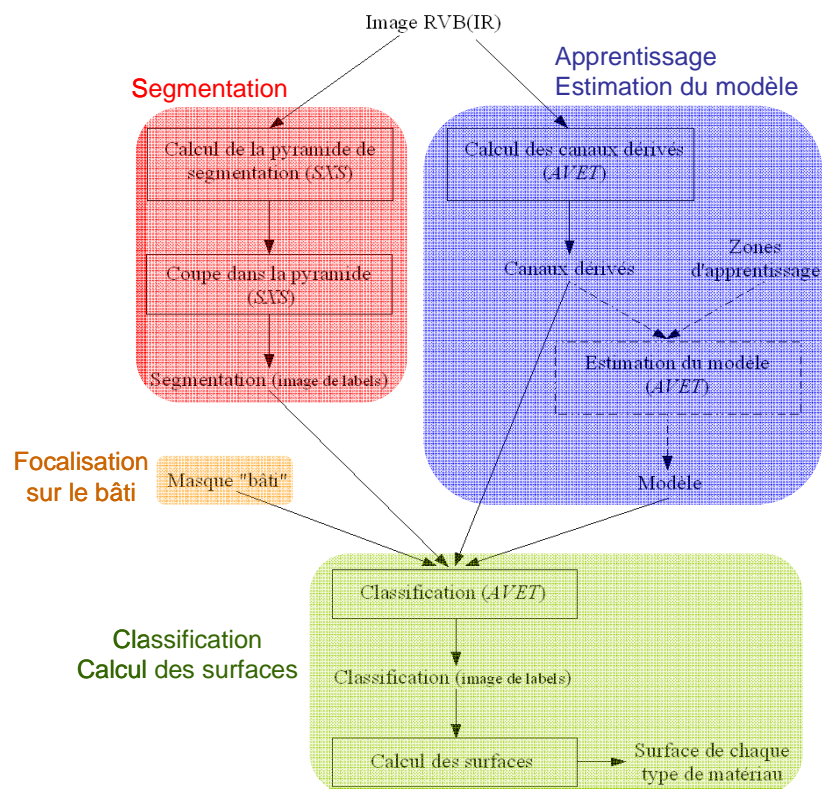 Image RVB(IR)
Segmentation
Apprentissage
Estimation du modèle
Calcul de la pyramide de
segmentation (SXS)
Calcul des canaux dérivés
(AVET)
Coupe dans la pyramide
(SXS)
Canaux dérivés
Zones
d'apprentissage
Segmentation (image de labels)
Estimation du modèle
(AVET)
Focalisation
sur le bâti
Masque "bâti"
Modèle
Classification (AVET)
Classification
Calcul des surfaces
Classification (image de labels)
Calcul des surfaces
Surface de chaque
type de matériau